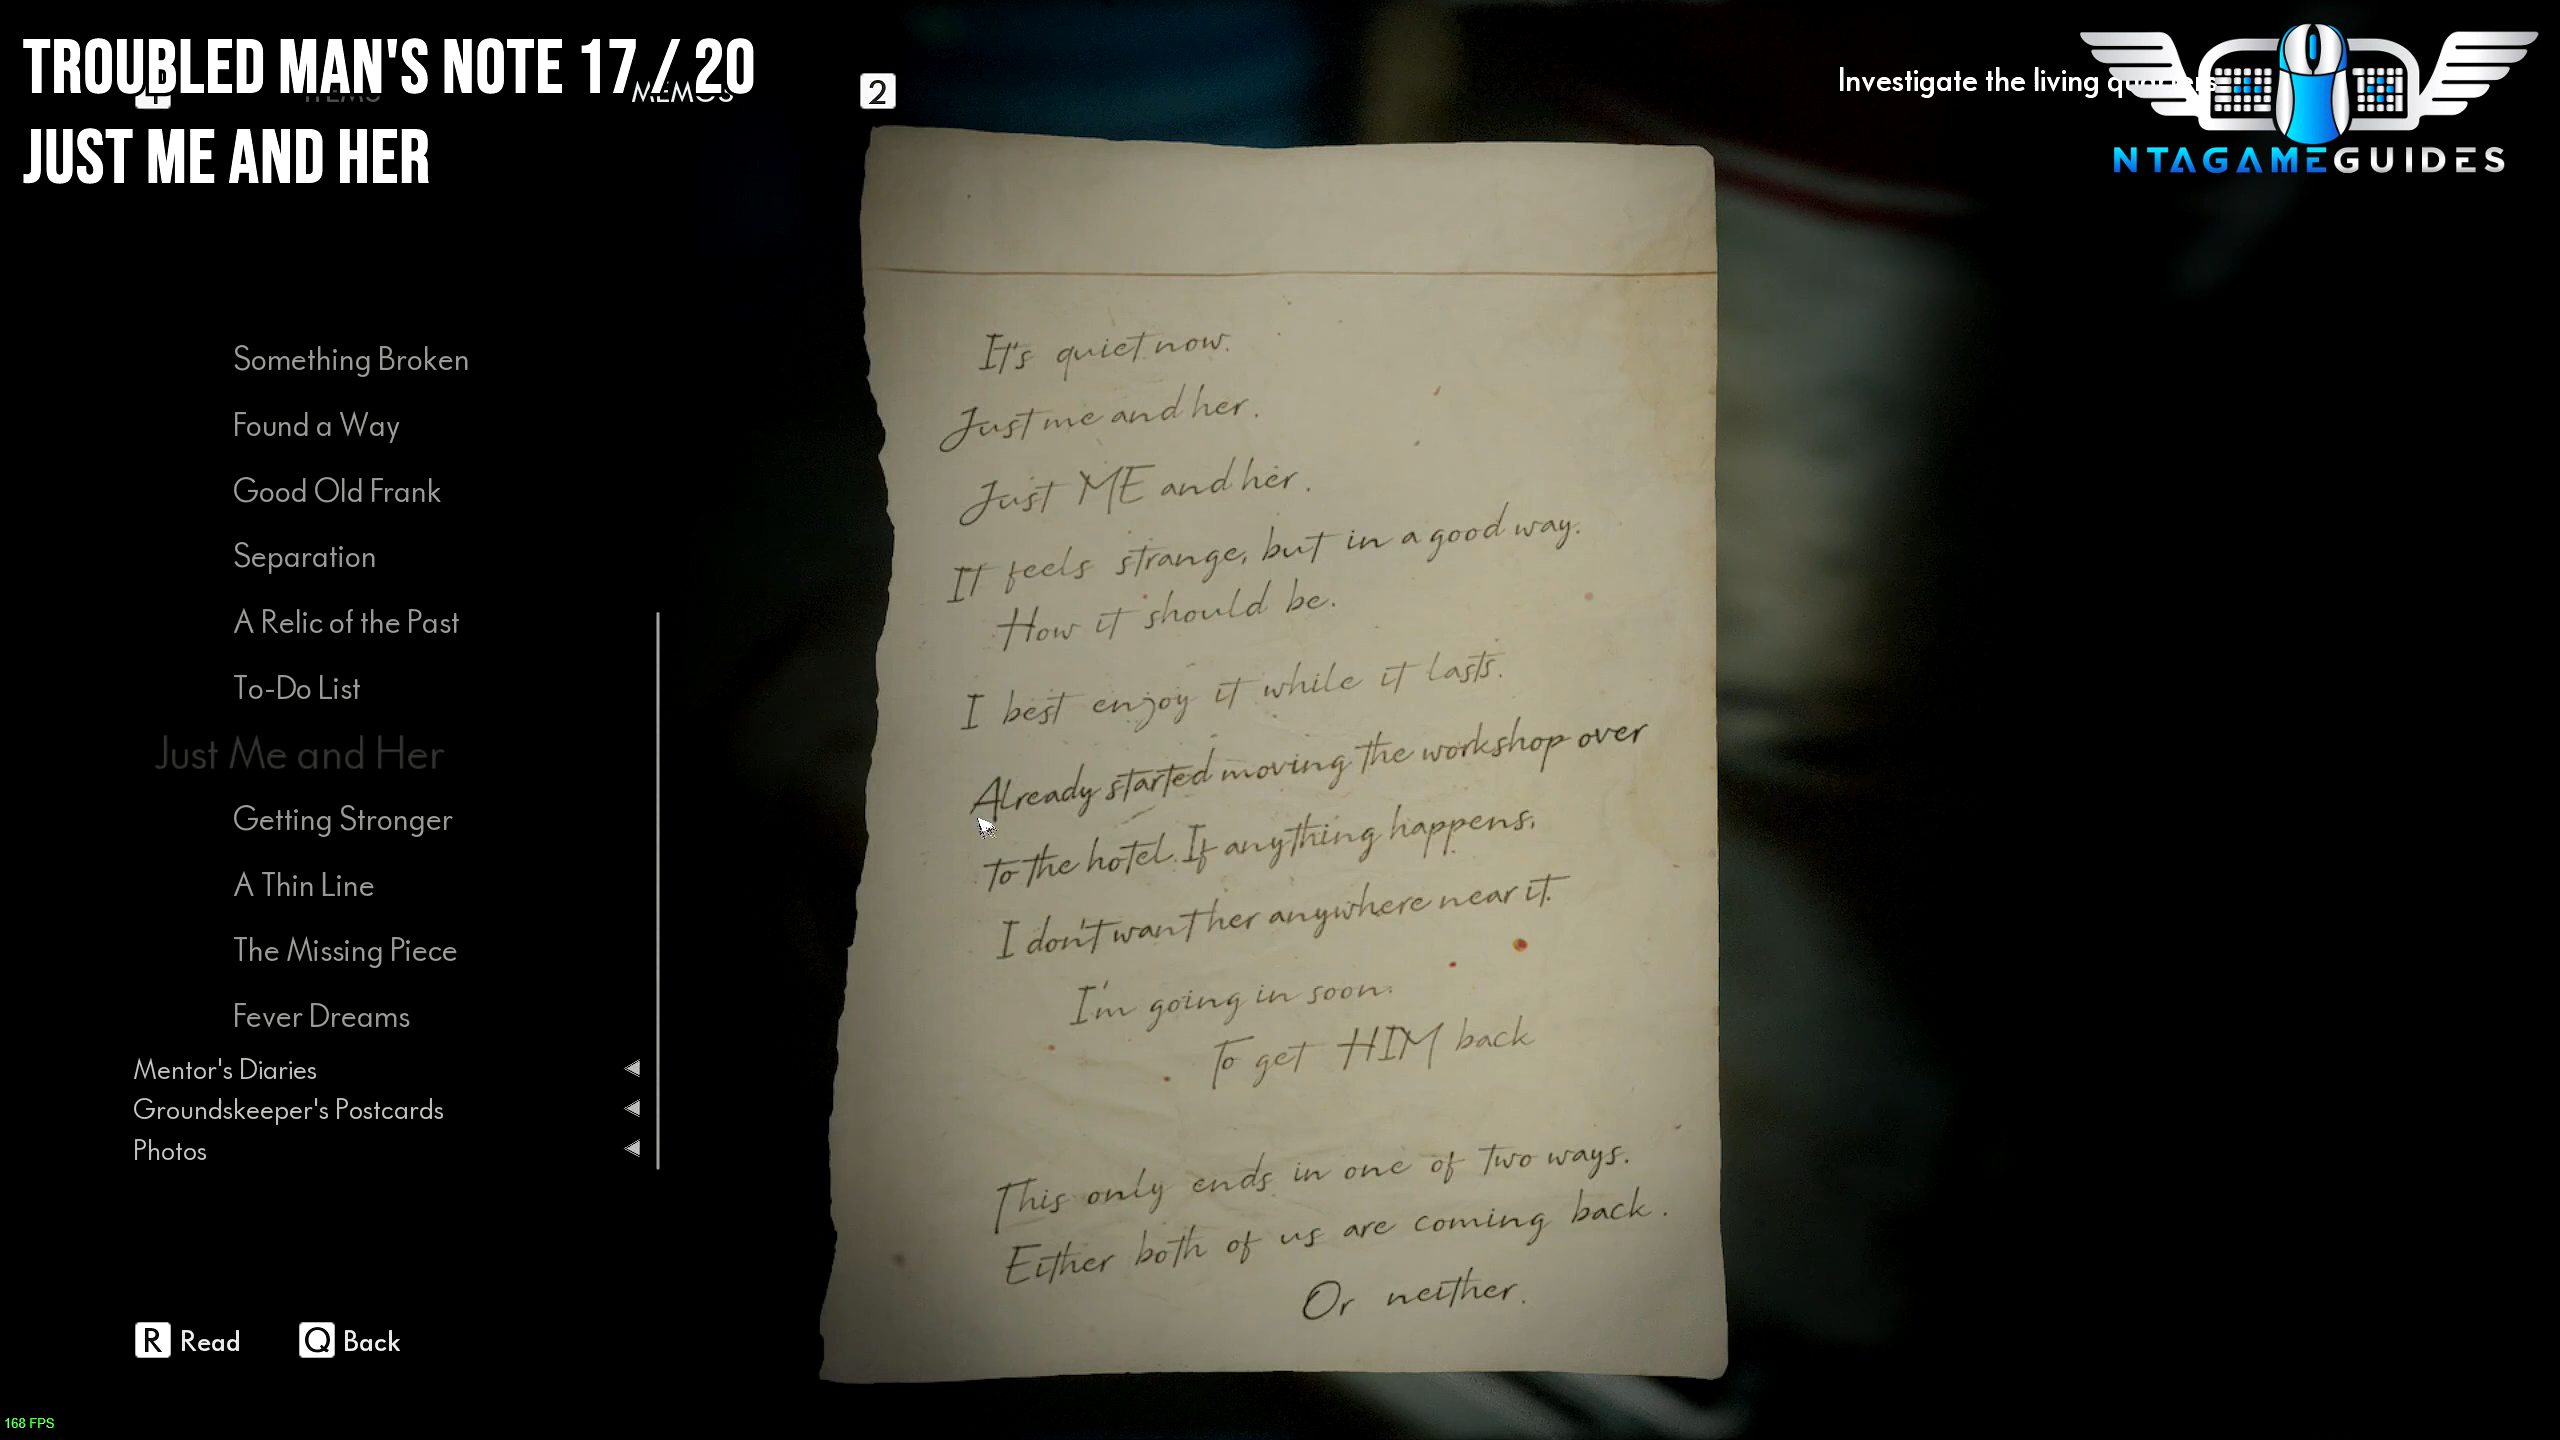 TROUBLED MAN'S NOTE 17 / 20
JUST ME AND HER
ITEMS
MEMOS
2
Investigate the living quarters
NTAGAMEGUIDES
Something Broken
Found a Way
Good Old Frank
Separation
A Relic of the Past
To-Do List
Just Me and Her
Getting Stronger
A Thin Line
The Missing Piece
Fever Dreams
Mentor's Diaries
Groundskeeper's Postcards
Photos
R Read
Q Back
168 FPS
It's quiet now.
Just me and her.
Just ME and her.
It feels strange, but in a good way.
How it should be.
I best enjoy it while it lasts.
Already started moving the workshop over
to the hotel. If anything happens,
I don't want her anywhere near it.
I'm going in soon.
To get HIM back
This only ends in one of two ways.
Either both of us are coming back.
Or neither.